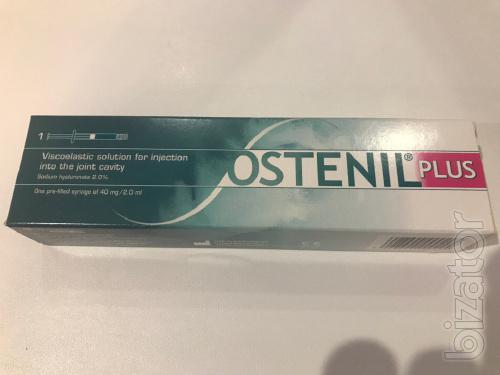 1
Viscoelastic solution for injection
into the joint cavity
Sodium hyaluronate 2.0%
One pre-filled syringe of 40 mg/2.0 ml
OSTENIL® PLUS
bizator